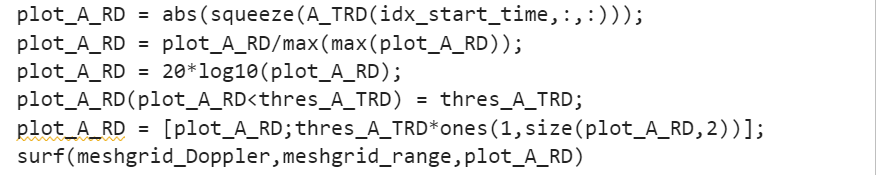 plot_A_RD = abs(squeeze(A_TRD(idx_start_time,:,:)));
plot_A_RD = plot_A_RD/max(max(plot_A_RD));
plot_A_RD = 20*log10(plot_A_RD);
plot_A_RD(plot_A_RD<thres_A_TRD) = thres_A_TRD;
plot_A_RD = [plot_A_RD;thres_A_TRD*ones(1,size(plot_A_RD,2))];
surf(meshgrid_Doppler,meshgrid_range,plot_A_RD)